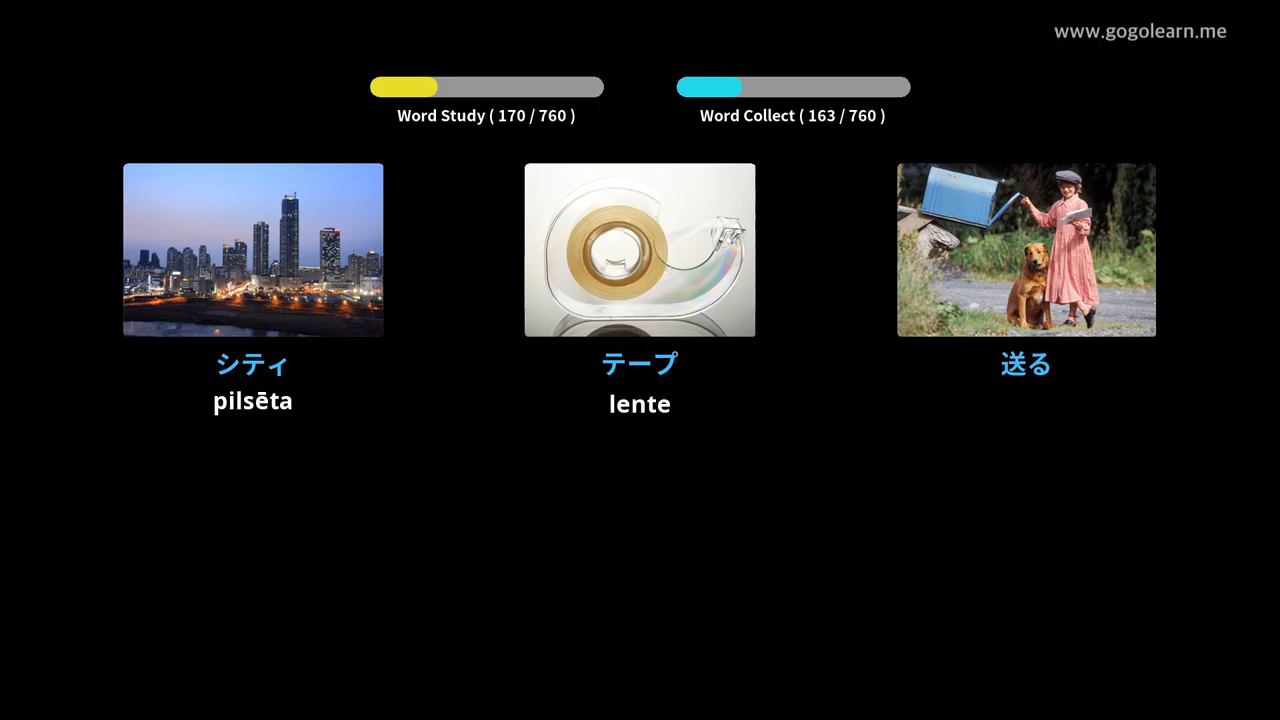 www.gogolearn.me
Word Study ( 170 / 760 )
Word Collect ( 163 / 760 )
シティ
pilsēta
テープ
lente
送る